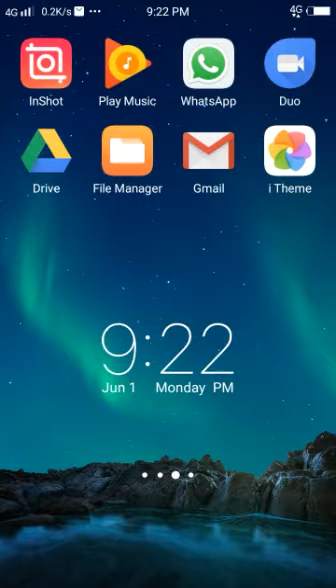 4G 0.2K/s ••• 9:22 PM 4G
InShot Play Music WhatsApp Duo
Drive File Manager Gmail i Theme
9:22
Jun 1 Monday PM